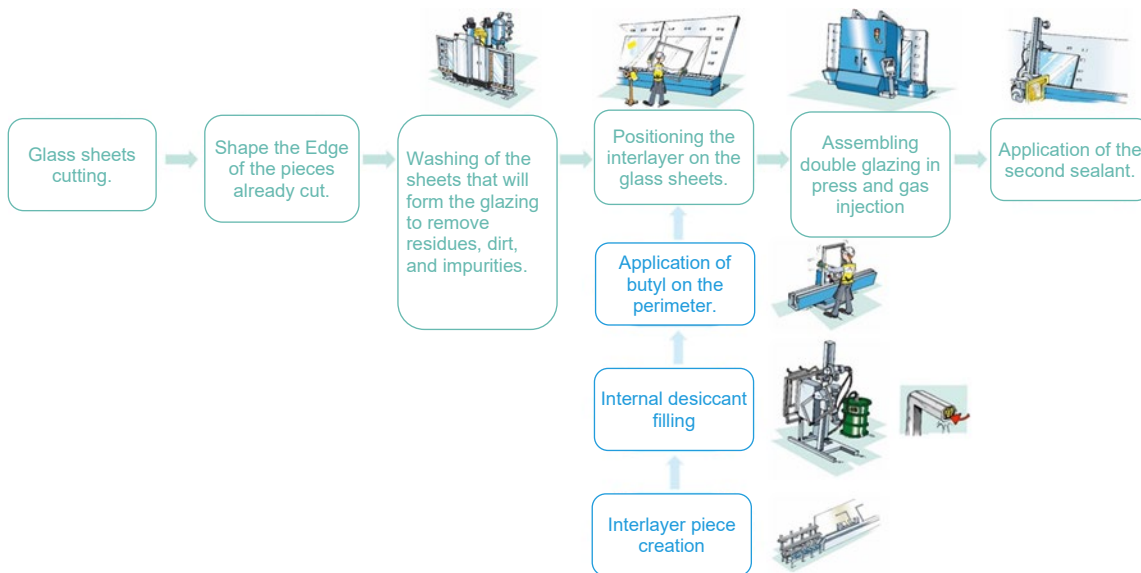 Glass sheets
cutting.
Shape the Edge
of the pieces
already cut.
Washing of the
sheets that will
form the glazing
to remove
residues, dirt,
and impurities.
Positioning the
interlayer on the
glass sheets.
Assembling
double glazing in
press and gas
injection
Application of the
second sealant.
Application of
butyl on the
perimeter.
Internal desiccant
filling
Interlayer piece
creation